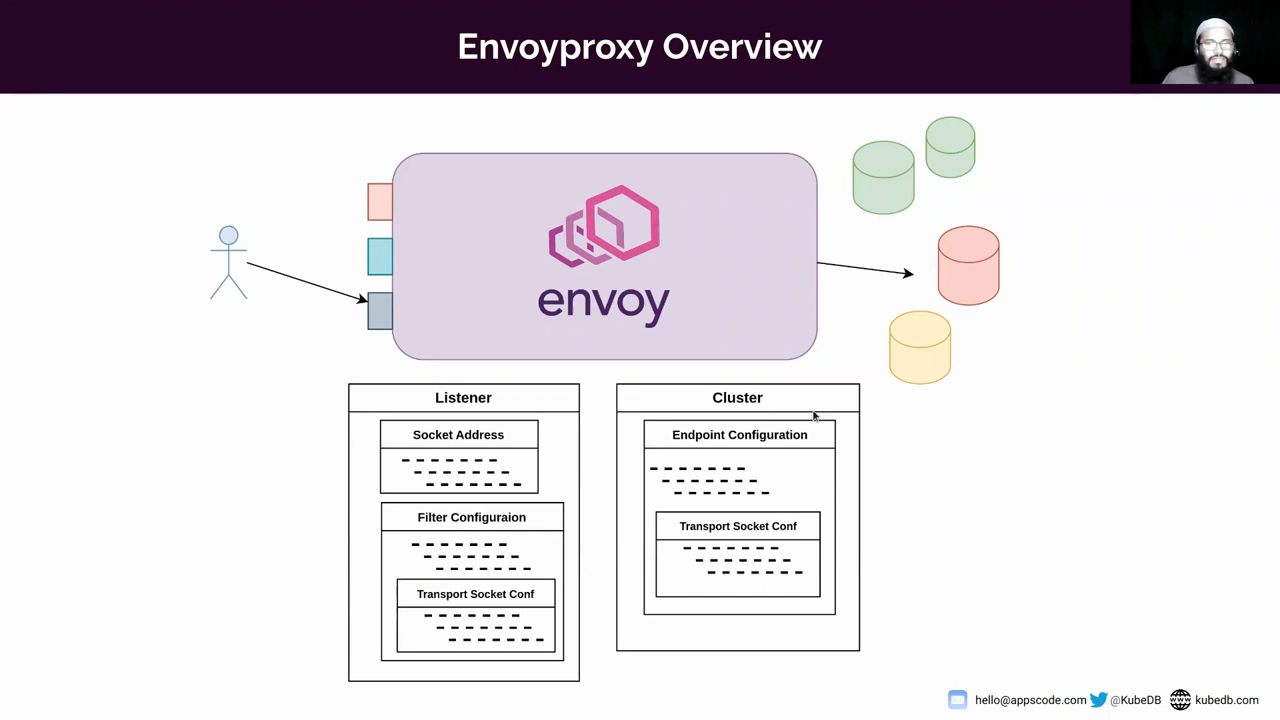 Envoyproxy Overview
envoy
Listener
Socket Address
Filter Configuraion
Transport Socket Conf
Cluster
Endpoint Configuration
Transport Socket Conf
hello@appscode.com @KubeDB www kubedb.com